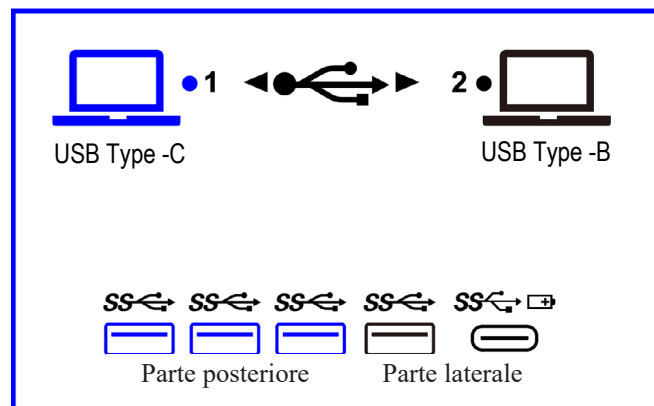 1 2
USB Type -C USB Type -B
SS SS SS SS SS
Parte posteriore Parte laterale